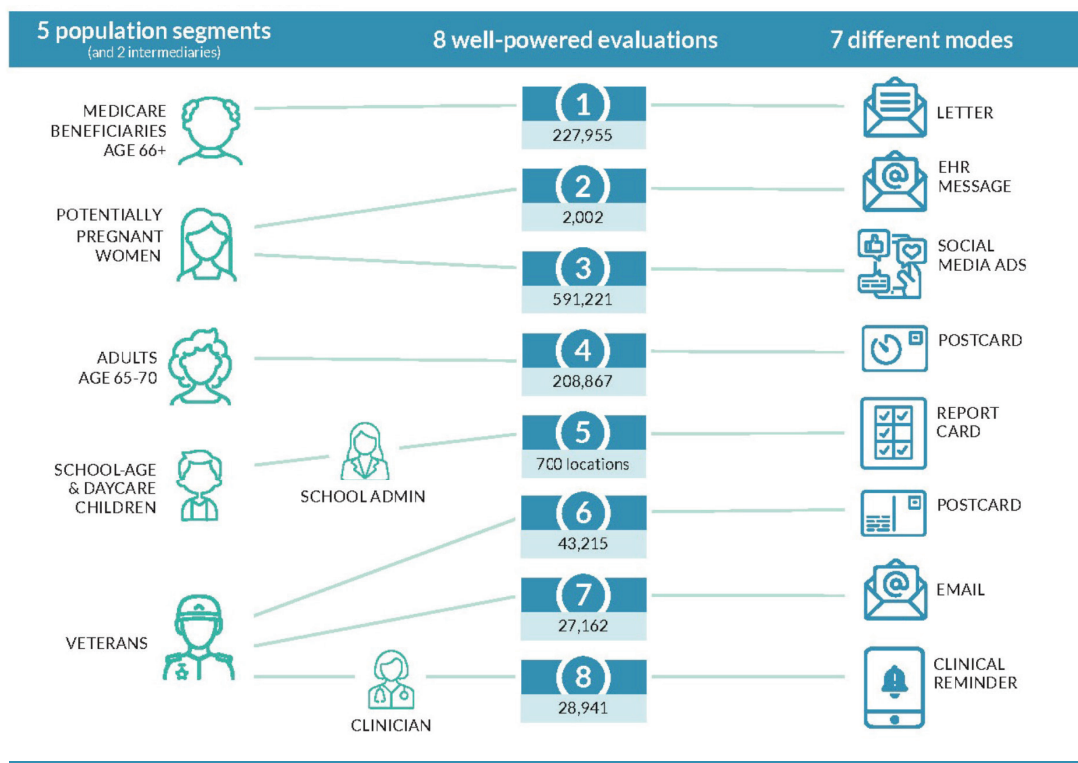 5 population segments
(and 2 intermediaries)
8 well-powered evaluations
7 different modes
MEDICARE
BENEFICIARIES
AGE 66+
1
227,955
LETTER
POTENTIALLY
PREGNANT
WOMEN
2
2,002
EHR
MESSAGE
3
591,221
SOCIAL
MEDIA ADS
ADULTS
AGE 65-70
4
208,867
POSTCARD
SCHOOL-AGE
& DAYCARE
CHILDREN
SCHOOL ADMIN
5
700 locations
REPORT
CARD
VETERANS
6
43,215
POSTCARD
7
27,162
EMAIL
CLINICIAN
8
28,941
CLINICAL
REMINDER